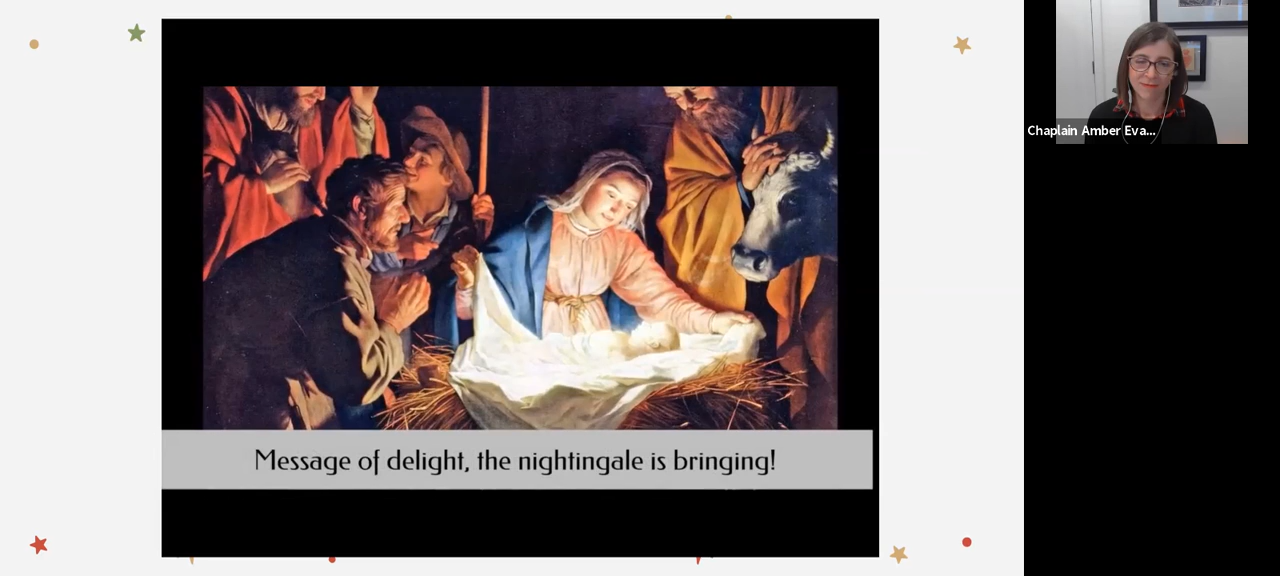 Message of delight, the nightingale is bringing!
Chaplain Amber Eva...